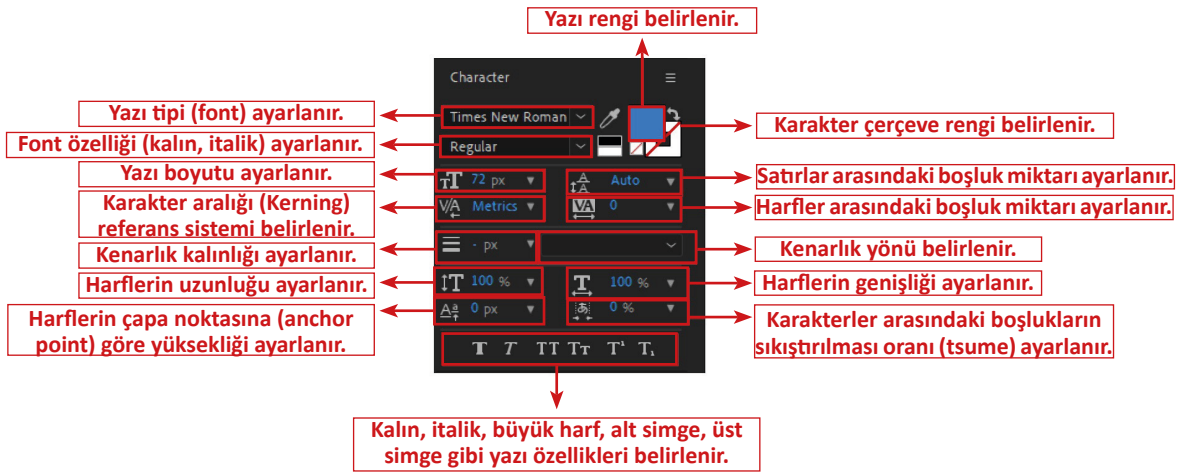 Yazı rengi belirlenir.
Character
Yazı tipi (font) ayarlanır.
Times New Roman
Karakter çerçeve rengi belirlenir.
Font özelliği (kalın, italik) ayarlanır.
Regular
Yazı boyutu ayarlanır.
72 px
Auto
Satırlar arasındaki boşluk miktarı ayarlanır.
Karakter aralığı (Kerning)
referans sistemi belirlenir.
Metrics
0
Harfler arasındaki boşluk miktarı ayarlanır.
Kenarlık kalınlığı ayarlanır.
- px
Kenarlık yönü belirlenir.
Harflerin uzunluğu ayarlanır.
100 %
100 %
Harflerin genişliği ayarlanır.
Harflerin çapa noktasına (anchor
point) göre yüksekliği ayarlanır.
0 px
0 %
Karakterler arasındaki boşlukların
sıkıştırılması oranı (tsume) ayarlanır.
T T TT Tт T¹ T₁
Kalın, italik, büyük harf, alt simge, üst
simge gibi yazı özellikleri belirlenir.